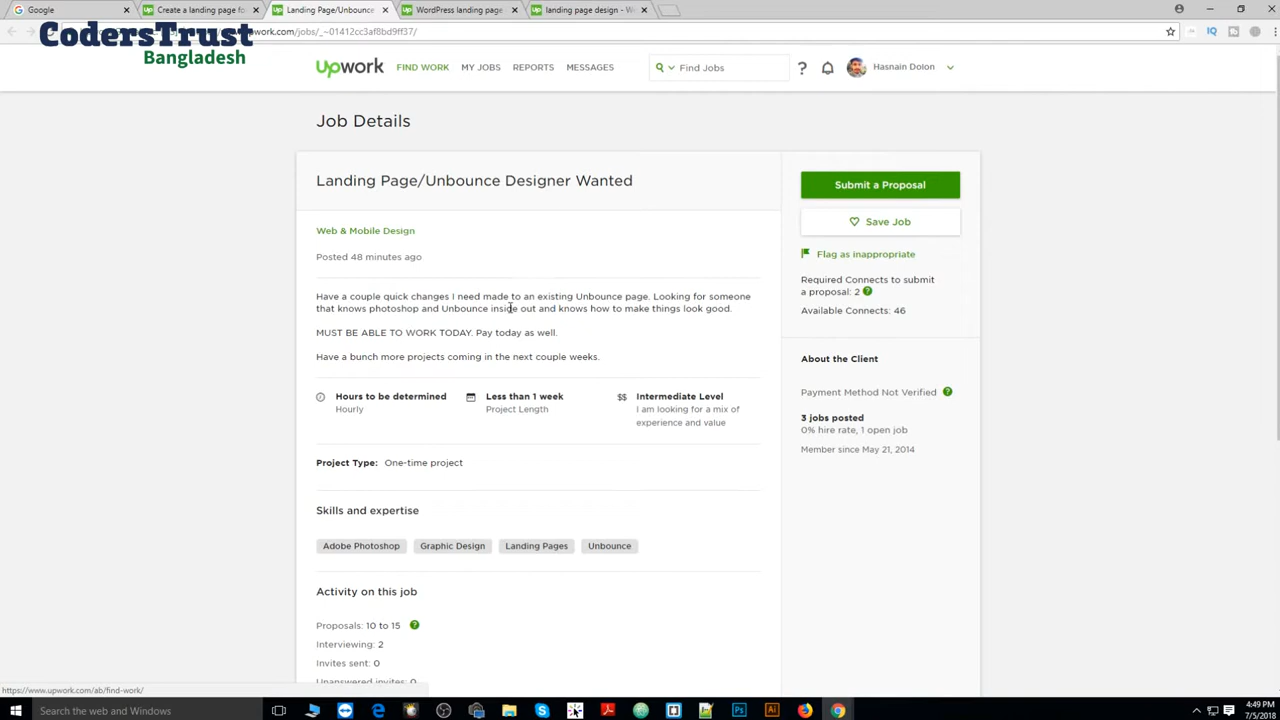 Google
Create a landing page fo
Landing Page/Unbounce
WordPress landing page
landing page design - W
work.com/jobs/_~01412cc3af8bd9ff37/
CodersTrust
Bangladesh
upwork
FIND WORK
MY JOBS
REPORTS
MESSAGES
Find Jobs
?
Hasnain Dolon
Job Details
Landing Page/Unbounce Designer Wanted
Submit a Proposal
Save Job
Flag as inappropriate
Required Connects to submit
a proposal: 2
Available Connects: 46
Web & Mobile Design
Posted 48 minutes ago
Have a couple quick changes I need made to an existing Unbounce page. Looking for someone
that knows photoshop and Unbounce inside out and knows how to make things look good.
MUST BE ABLE TO WORK TODAY. Pay today as well.
Have a bunch more projects coming in the next couple weeks.
About the Client
Payment Method Not Verified
3 jobs posted
0% hire rate, 1 open job
Member since May 21, 2014
Hours to be determined
Hourly
Less than 1 week
Project Length
$$
Intermediate Level
I am looking for a mix of
experience and value
Project Type: One-time project
Skills and expertise
Adobe Photoshop
Graphic Design
Landing Pages
Unbounce
Activity on this job
Proposals: 10 to 15
Interviewing: 2
Invites sent: 0
Unanswered invites: 0
https://www.upwork.com/ab/find-work/
Search the web and Windows
4:49 PM
7/5/2018